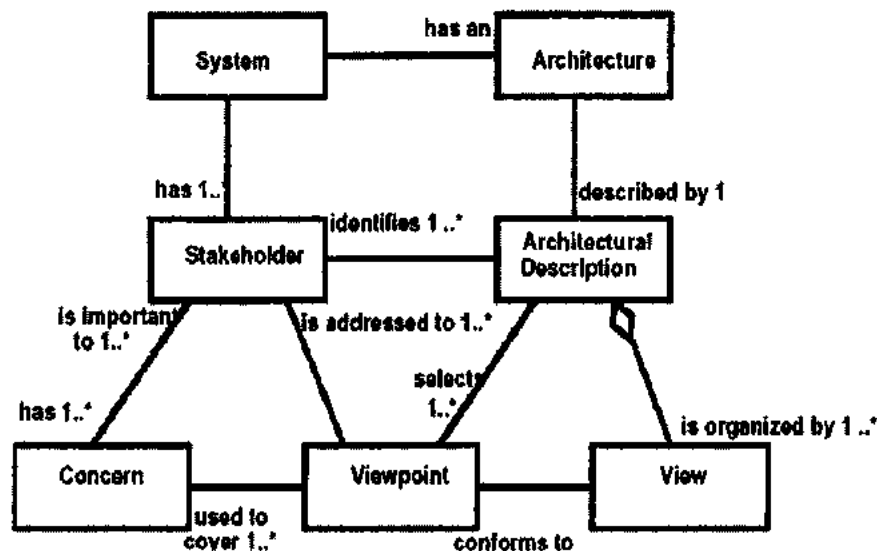 has an
System
Architecture
has 1..*
described by 1
identifies 1 ..*
Stakeholder
Architectural
Description
is important
to 1..*
is addressed to 1..*
selects
1..*
has 1..*
is organized by 1 ..*
Concern
Viewpoint
View
used to
cover 1..*
conforms to